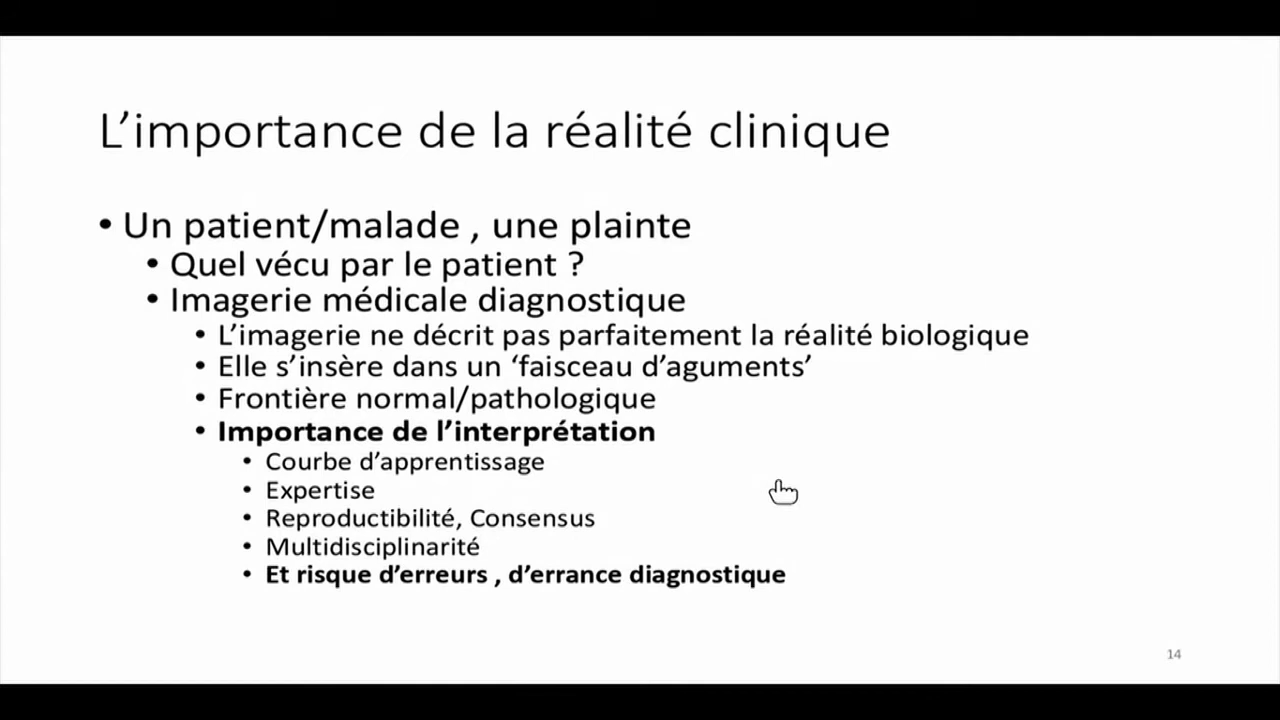 L’importance de la réalité clinique
• Un patient/malade , une plainte
• Quel vécu par le patient ?
• Imagerie médicale diagnostique
• L’imagerie ne décrit pas parfaitement la réalité biologique
• Elle s’insère dans un ‘faisceau d’aguments’
• Frontière normal/pathologique
• Importance de l’interprétation
• Courbe d’apprentissage
• Expertise
• Reproductibilité, Consensus
• Multidisciplinarité
• Et risque d’erreurs , d’errance diagnostique
14